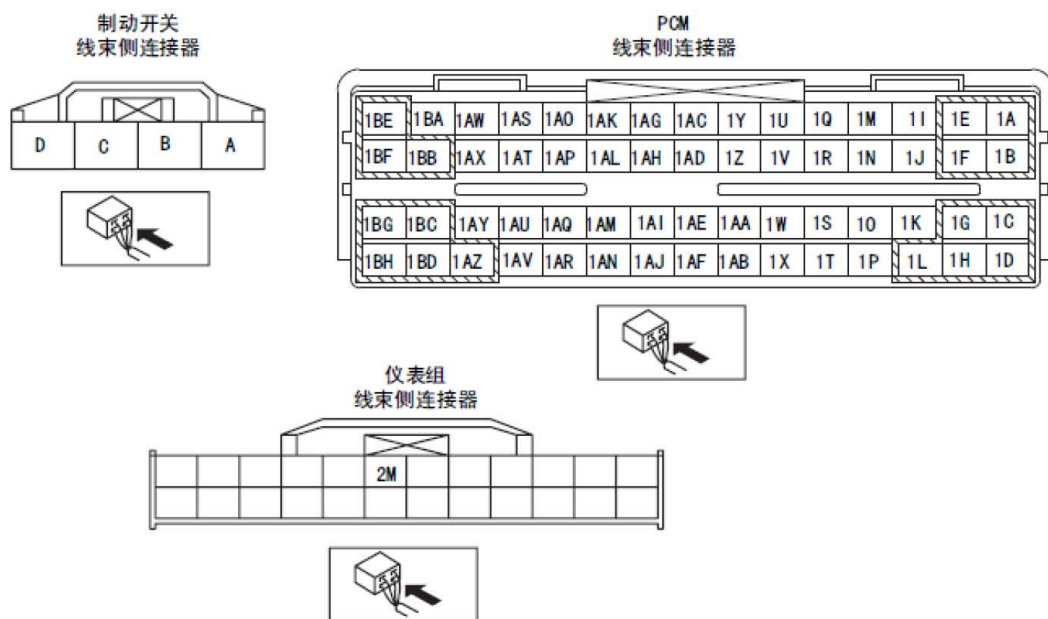 制动开关
线束侧连接器
D C B A
PCM
线束侧连接器
1BE 1BA 1AW 1AS 1AO 1AK 1AG 1AC 1Y 1U 1Q 1M 1I 1E 1A
1BF 1BB 1AX 1AT 1AP 1AL 1AH 1AD 1Z 1V 1R 1N 1J 1F 1B
1BG 1BC 1AY 1AU 1AQ 1AM 1AI 1AE 1AA 1W 1S 1O 1K 1G 1C
1BH 1BD 1AZ 1AV 1AR 1AN 1AJ 1AF 1AB 1X 1T 1P 1L 1H 1D
仪表组
线束侧连接器
2M